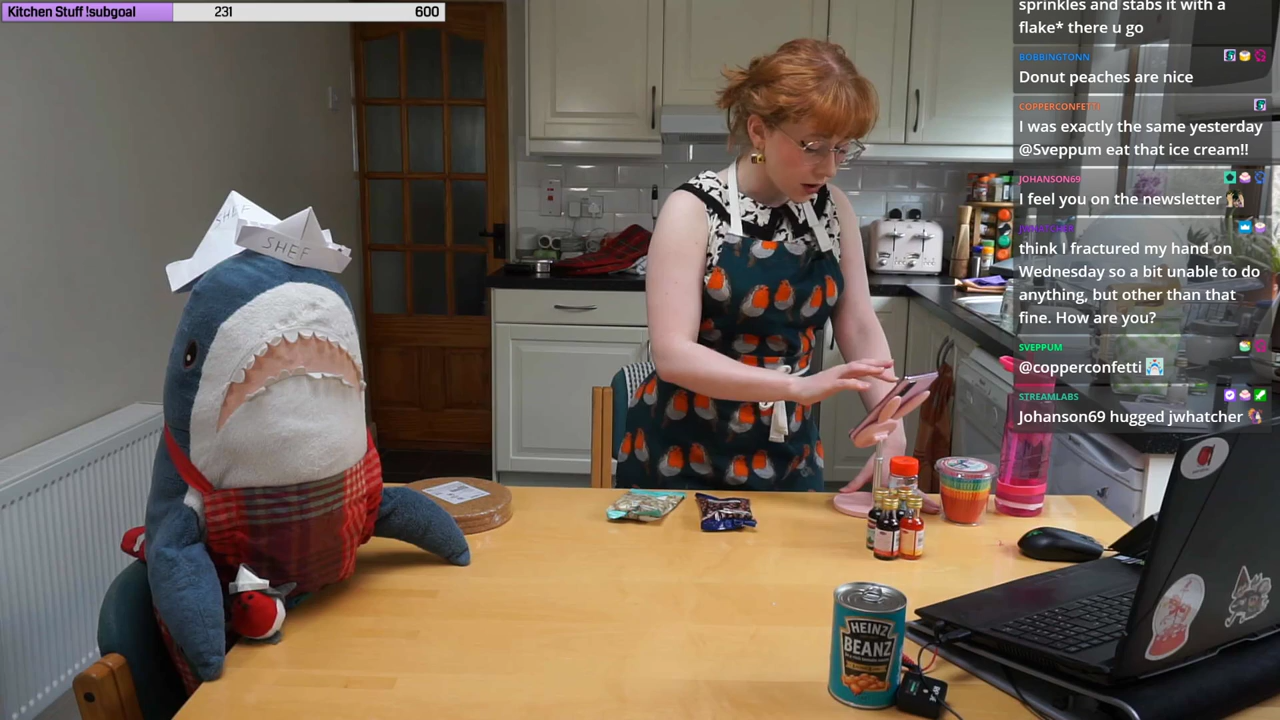 Kitchen Stuff !subgoal 231 600
sprinkles and stabs it with a
flake* there u go
BOBBINGTONN
Donut peaches are nice
COPPERCONFETTI
I was exactly the same yesterday
@Sveppum eat that ice cream!!
JOHANSON69
I feel you on the newsletter
JWHATCHER
think I fractured my hand on
Wednesday so a bit unable to do
anything, but other than that
fine. How are you?
SVEPPUM
@copperconfetti
STREAMLABS
Johanson69 hugged jwhatcher
SHEF
SHEF
HEINZ
BEANZ